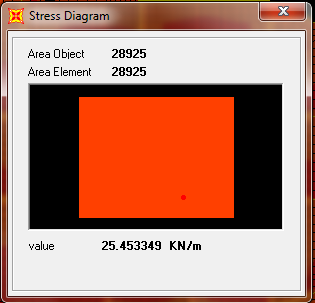 Stress Diagram
Area Object 28925
Area Element 28925
value 25.453349 KN/m